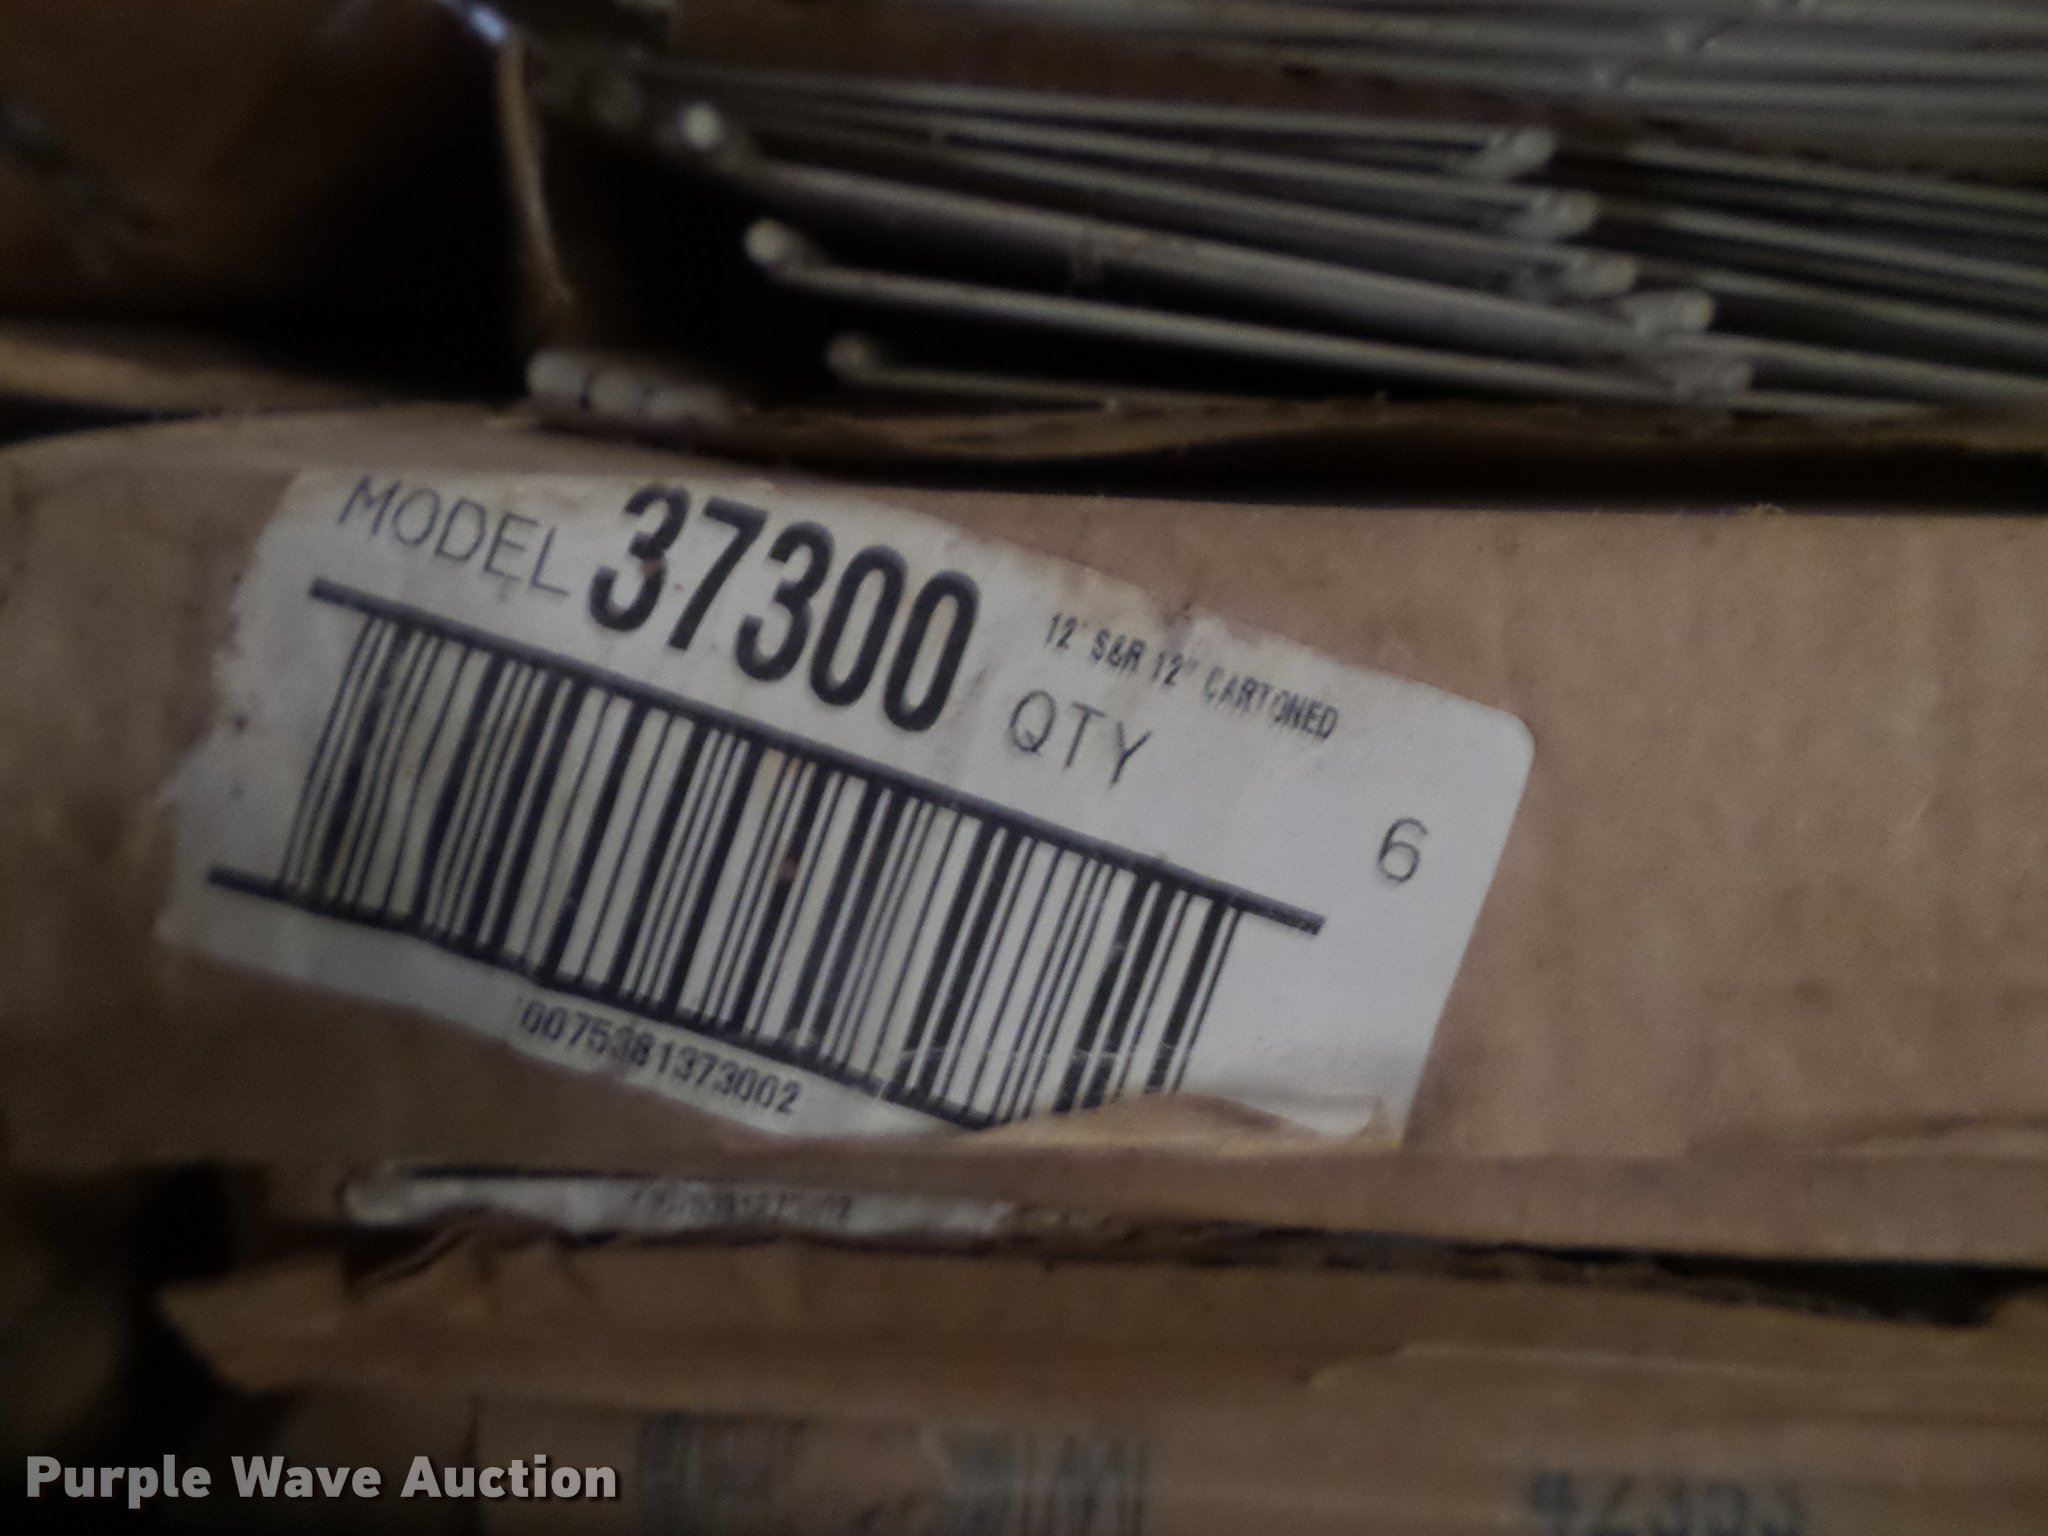 MODEL 37300
12' S&R 12" CARTONED
QTY
6
00753813730​02
Purple Wave Auction